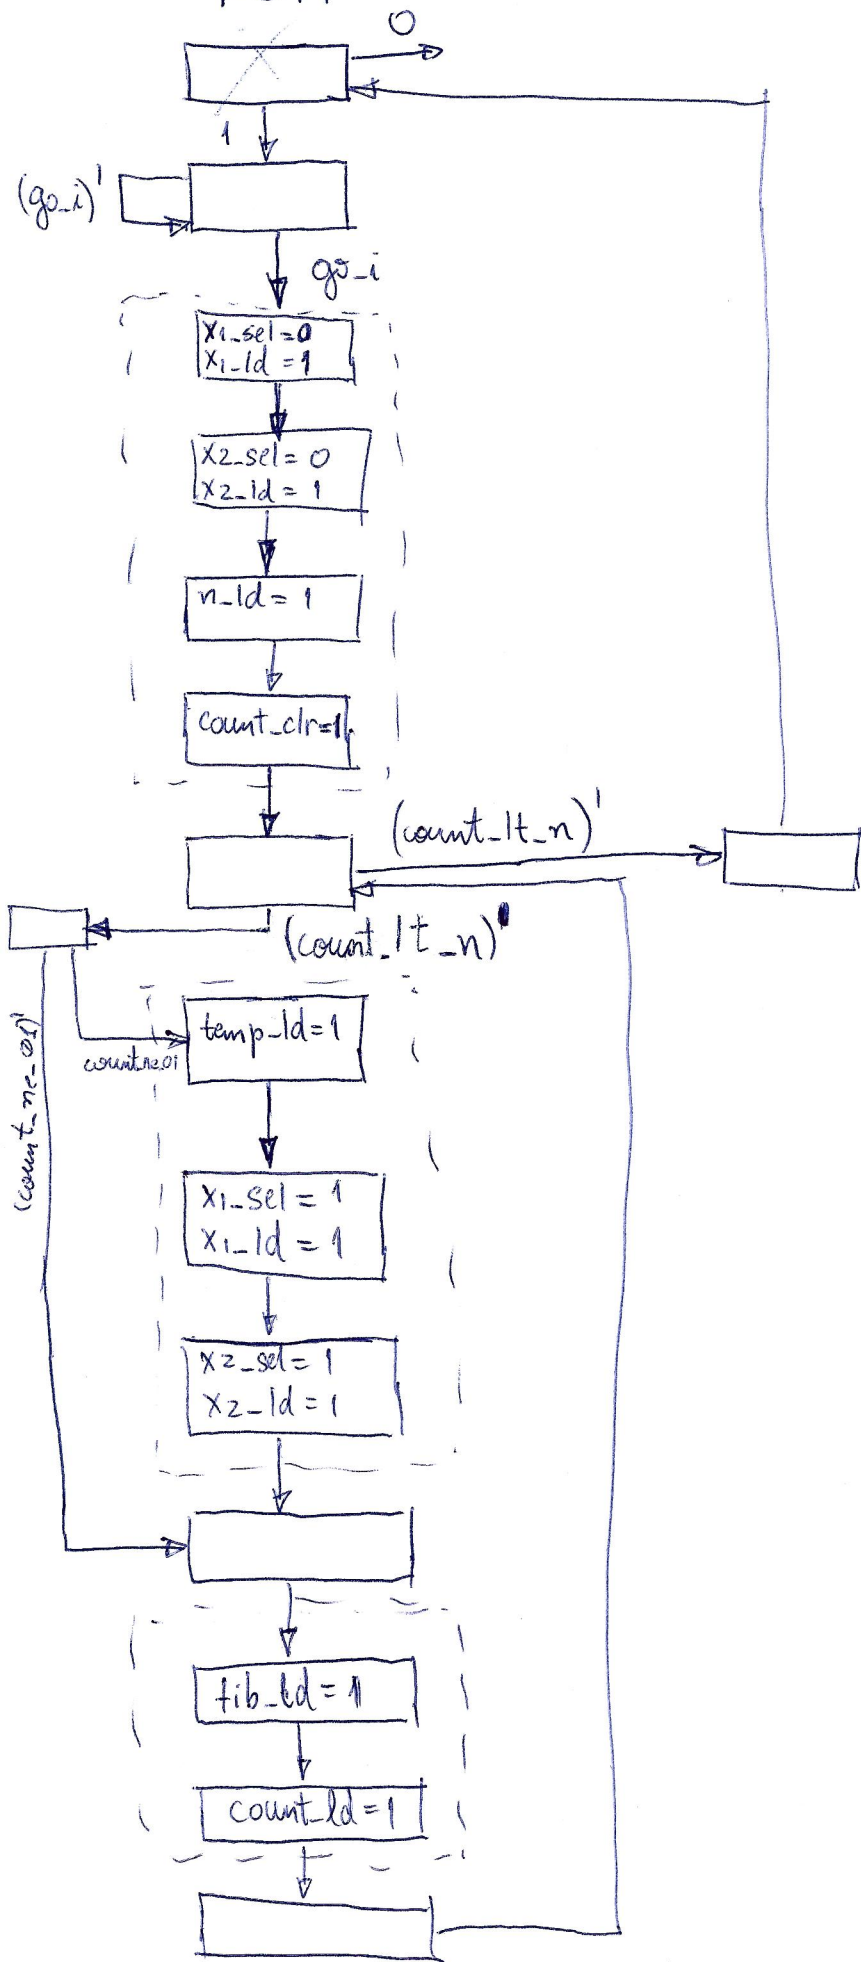 0
1
(go_i)'
go_i
x1_sel=0
x1_ld=1
x2_sel=0
x2_ld=1
n_ld=1
count_clr=1
(count_lt_n)'
(count_lt_n)
temp_ld=1
(count_ne_01)'
x1_sel=1
x1_ld=1
x2_sel=1
x2_ld=1
fib_ld=1
count_ld=1